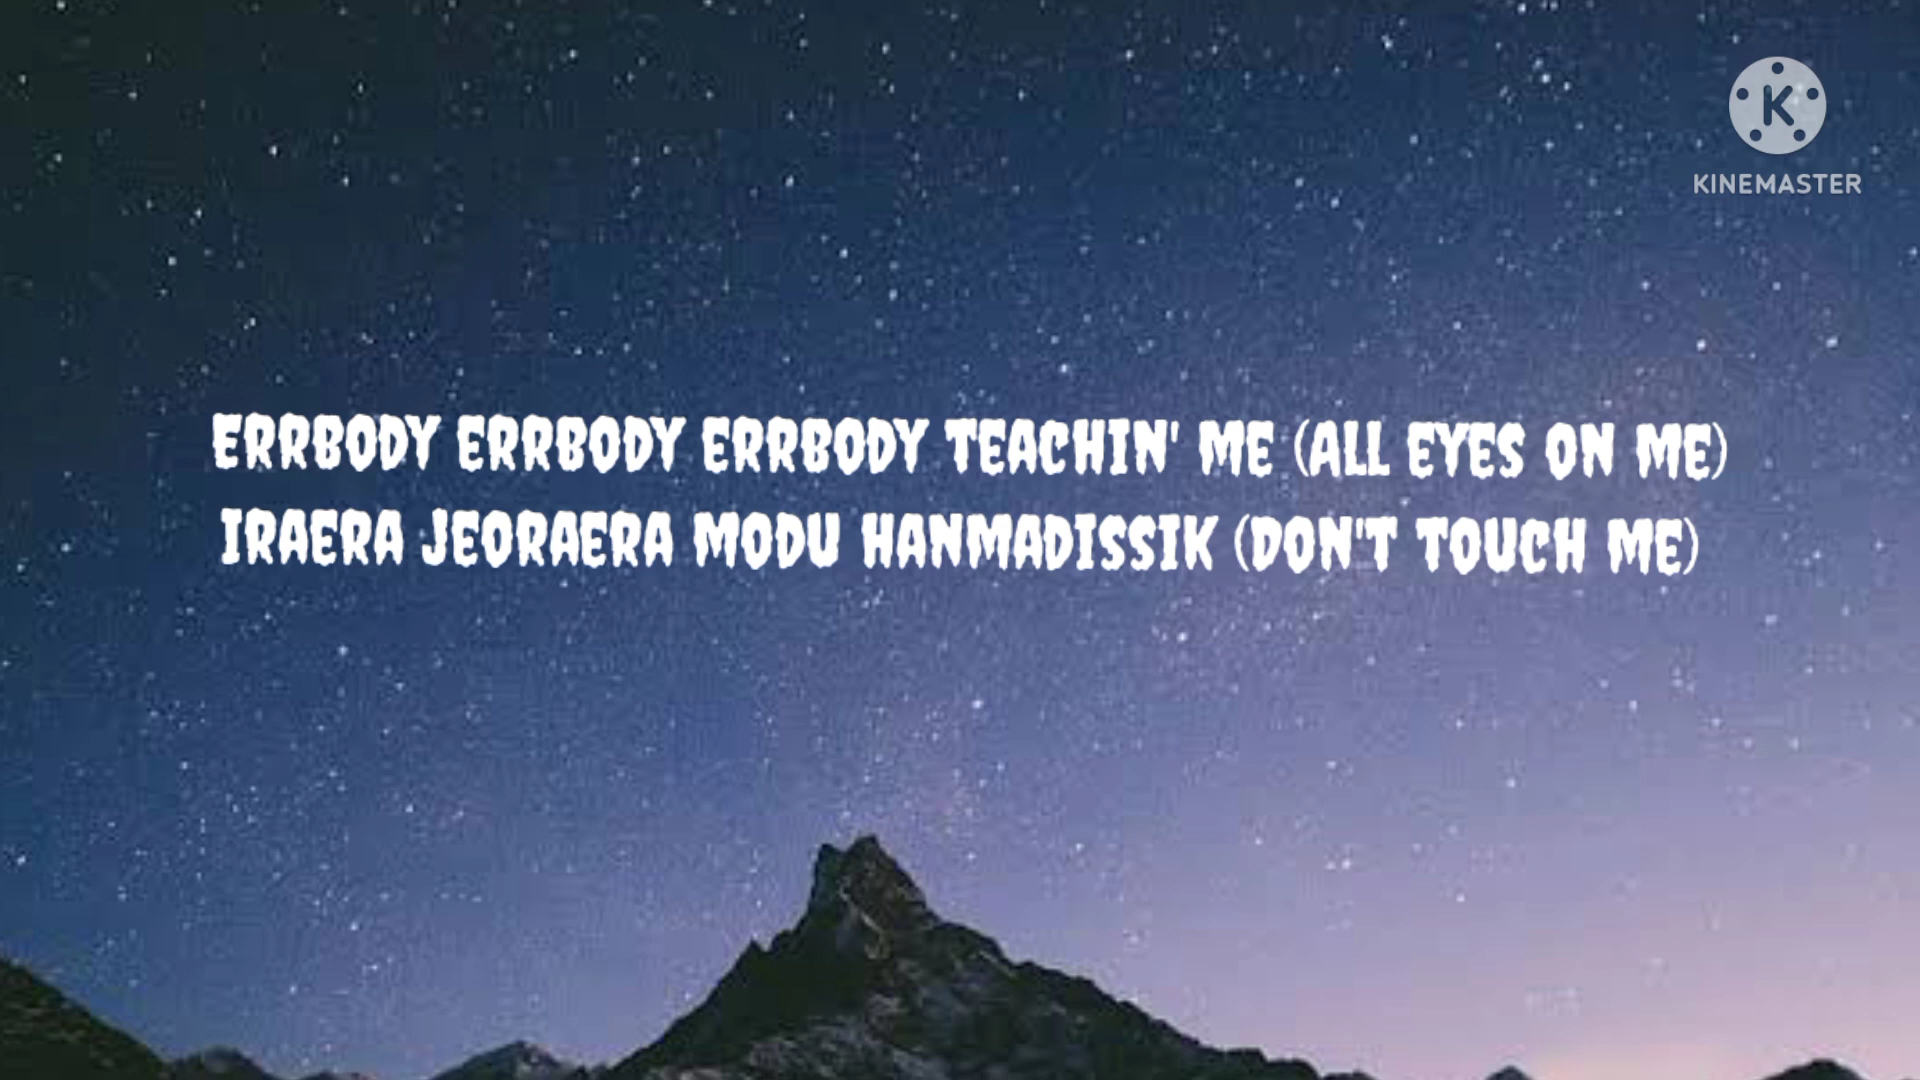 KINEMASTER
ERRBODY ERRBODY ERRBODY TEACHIN' ME (ALL EYES ON ME)
IRAERA JEORAERA MODU HANMADISSIK (DON'T TOUCH ME)